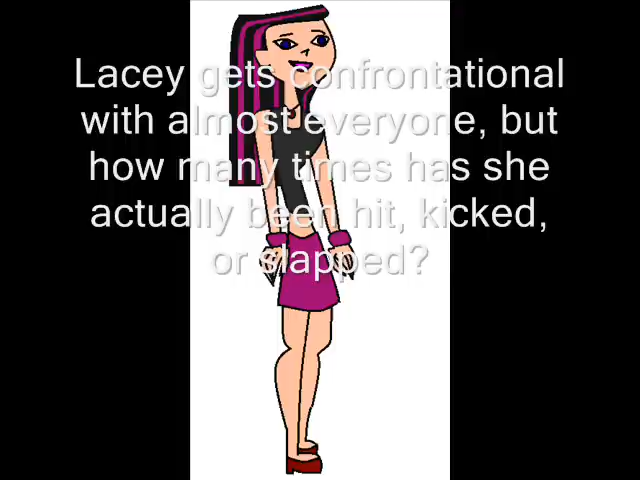 Lacey gets confrontational
with almost everyone, but
how many times has she
actually been hit, kicked,
or slapped?